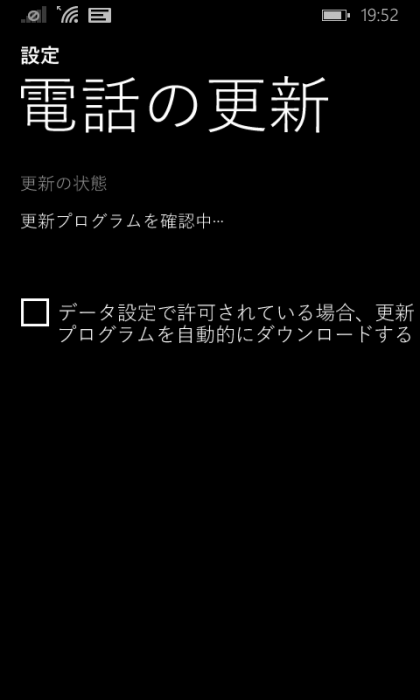 19:52
設定
電話の更新
更新の状態
更新プログラムを確認中...
データ設定で許可されている場合、更新
プログラムを自動的にダウンロードする